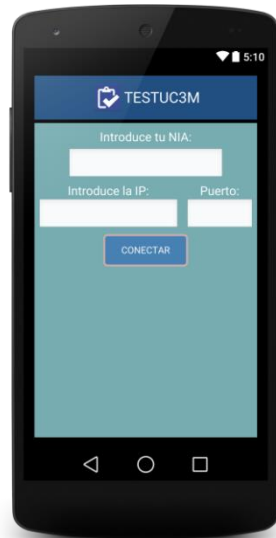 5:10
TESTUC3M
Introduce tu NIA:
Introduce la IP: Puerto:
CONECTAR